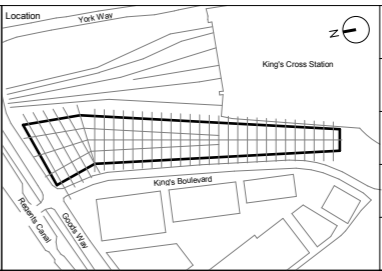 Location
York Way
N
King's Cross Station
King's Boulevard
Goods Way
Regents Canal